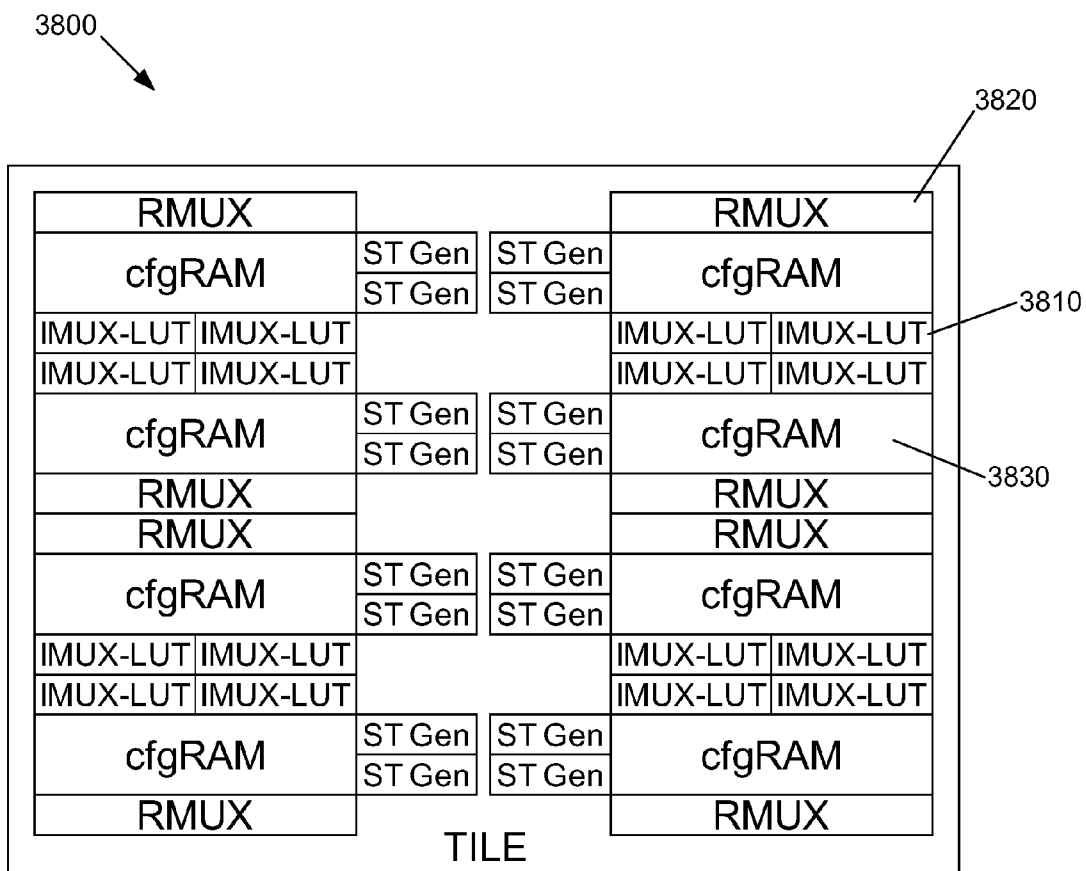 3800
3820
RMUX RMUX
cfgRAM ST Gen ST Gen cfgRAM
ST Gen ST Gen
3810
IMUX-LUT IMUX-LUT IMUX-LUT IMUX-LUT
IMUX-LUT IMUX-LUT IMUX-LUT IMUX-LUT
cfgRAM ST Gen ST Gen cfgRAM
ST Gen ST Gen
3830
RMUX RMUX
RMUX RMUX
cfgRAM ST Gen ST Gen cfgRAM
ST Gen ST Gen
IMUX-LUT IMUX-LUT IMUX-LUT IMUX-LUT
IMUX-LUT IMUX-LUT IMUX-LUT IMUX-LUT
cfgRAM ST Gen ST Gen cfgRAM
ST Gen ST Gen
RMUX RMUX
TILE